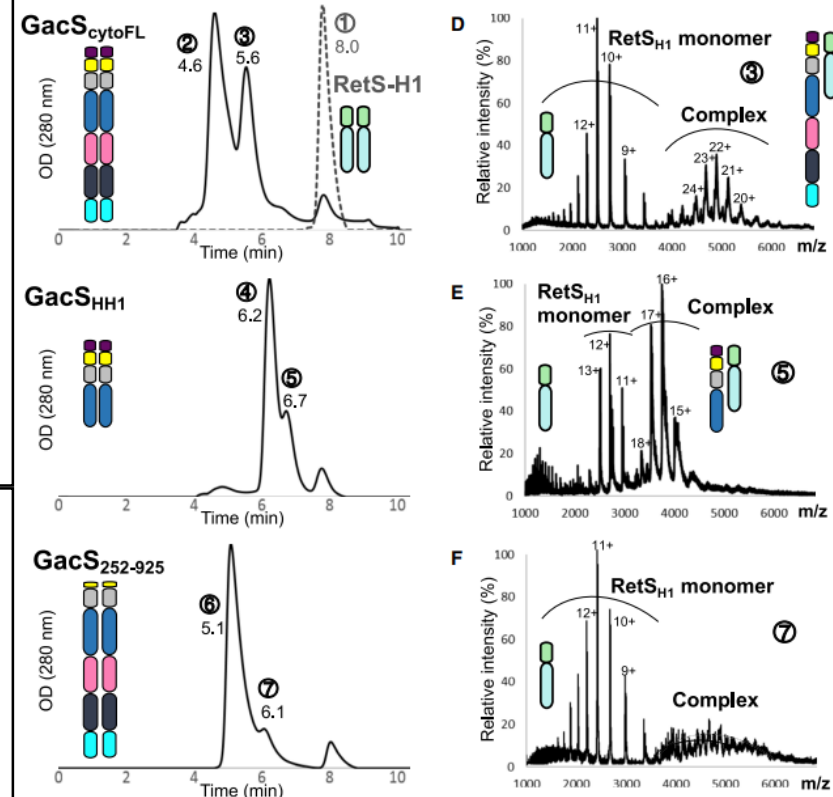 GacScytoFL
② 4.6
③ 5.6
① 8.0
RetS-H1
OD (280 nm)
0 2 4 6 8 10
Time (min)
D
RetSH1 monomer
③
Complex
11+
10+
12+
9+
24+
23+
22+
21+
20+
Relative intensity (%)
100
80
60
40
20
0
1000 2000 3000 4000 5000 6000 m/z
GacSHH1
④ 6.2
⑤ 6.7
OD (280 nm)
0 2 4 6 8 10
Time (min)
E
RetSH1 monomer
Complex
⑤
13+
12+
11+
18+
17+
16+
15+
Relative intensity (%)
100
80
60
40
20
0
1000 2000 3000 4000 5000 6000 m/z
GacS252-925
⑥ 5.1
⑦ 6.1
OD (280 nm)
0 2 4 6 8 10
Time (min)
F
RetSH1 monomer
⑦
Complex
11+
12+
10+
9+
Relative intensity (%)
100
80
60
40
20
0
1000 2000 3000 4000 5000 6000 m/z